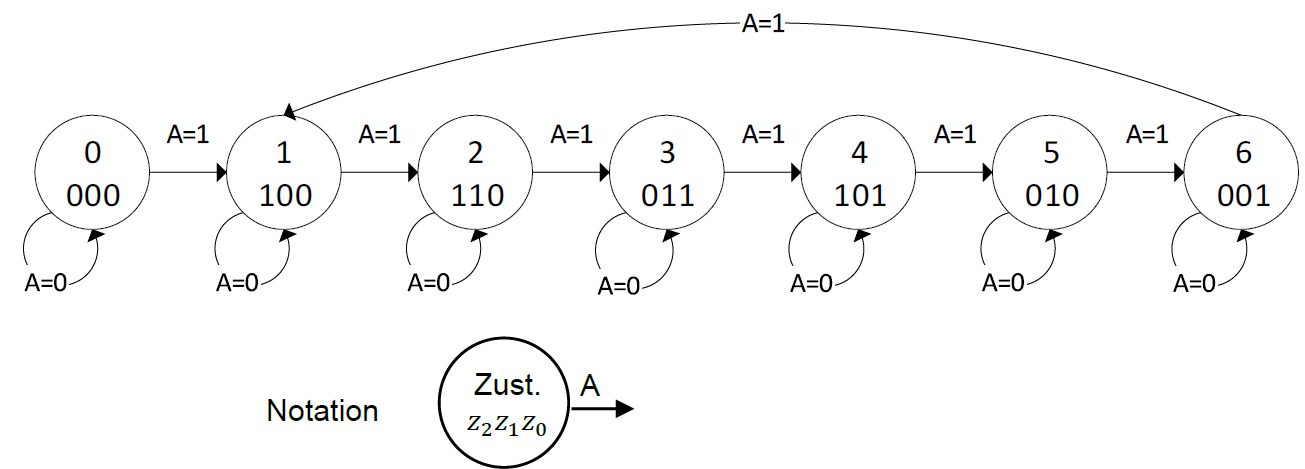 A=1
A=1 A=1 A=1 A=1 A=1 A=1
0 1 2 3 4 5 6
000 100 110 011 101 010 001
A=0 A=0 A=0 A=0 A=0 A=0 A=0
Zust. A
Notation z₂z₁z₀